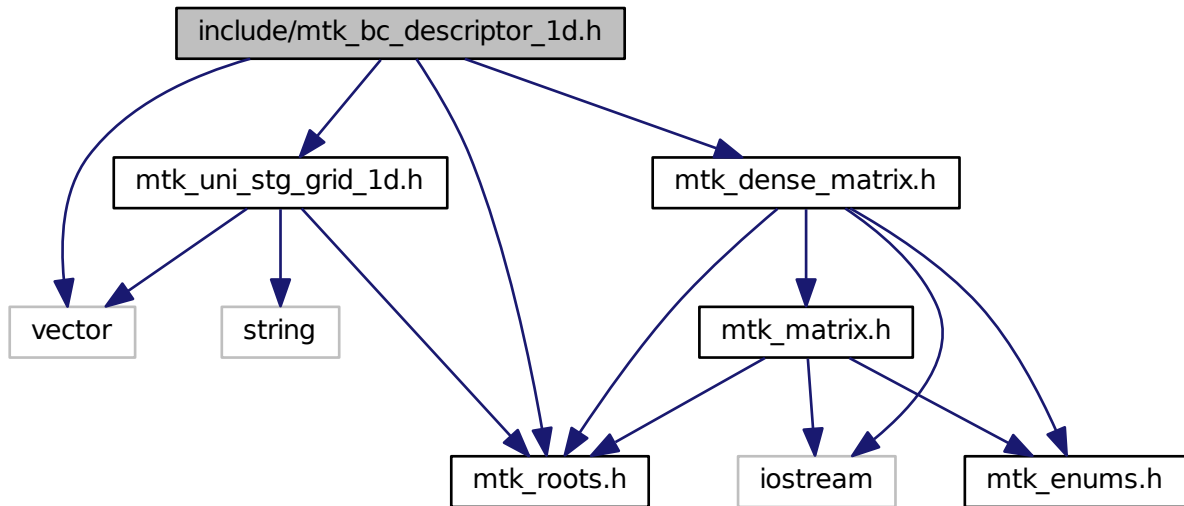 include/mtk_bc_descriptor_1d.h
mtk_uni_stg_grid_1d.h
mtk_dense_matrix.h
vector
string
mtk_matrix.h
mtk_roots.h
iostream
mtk_enums.h